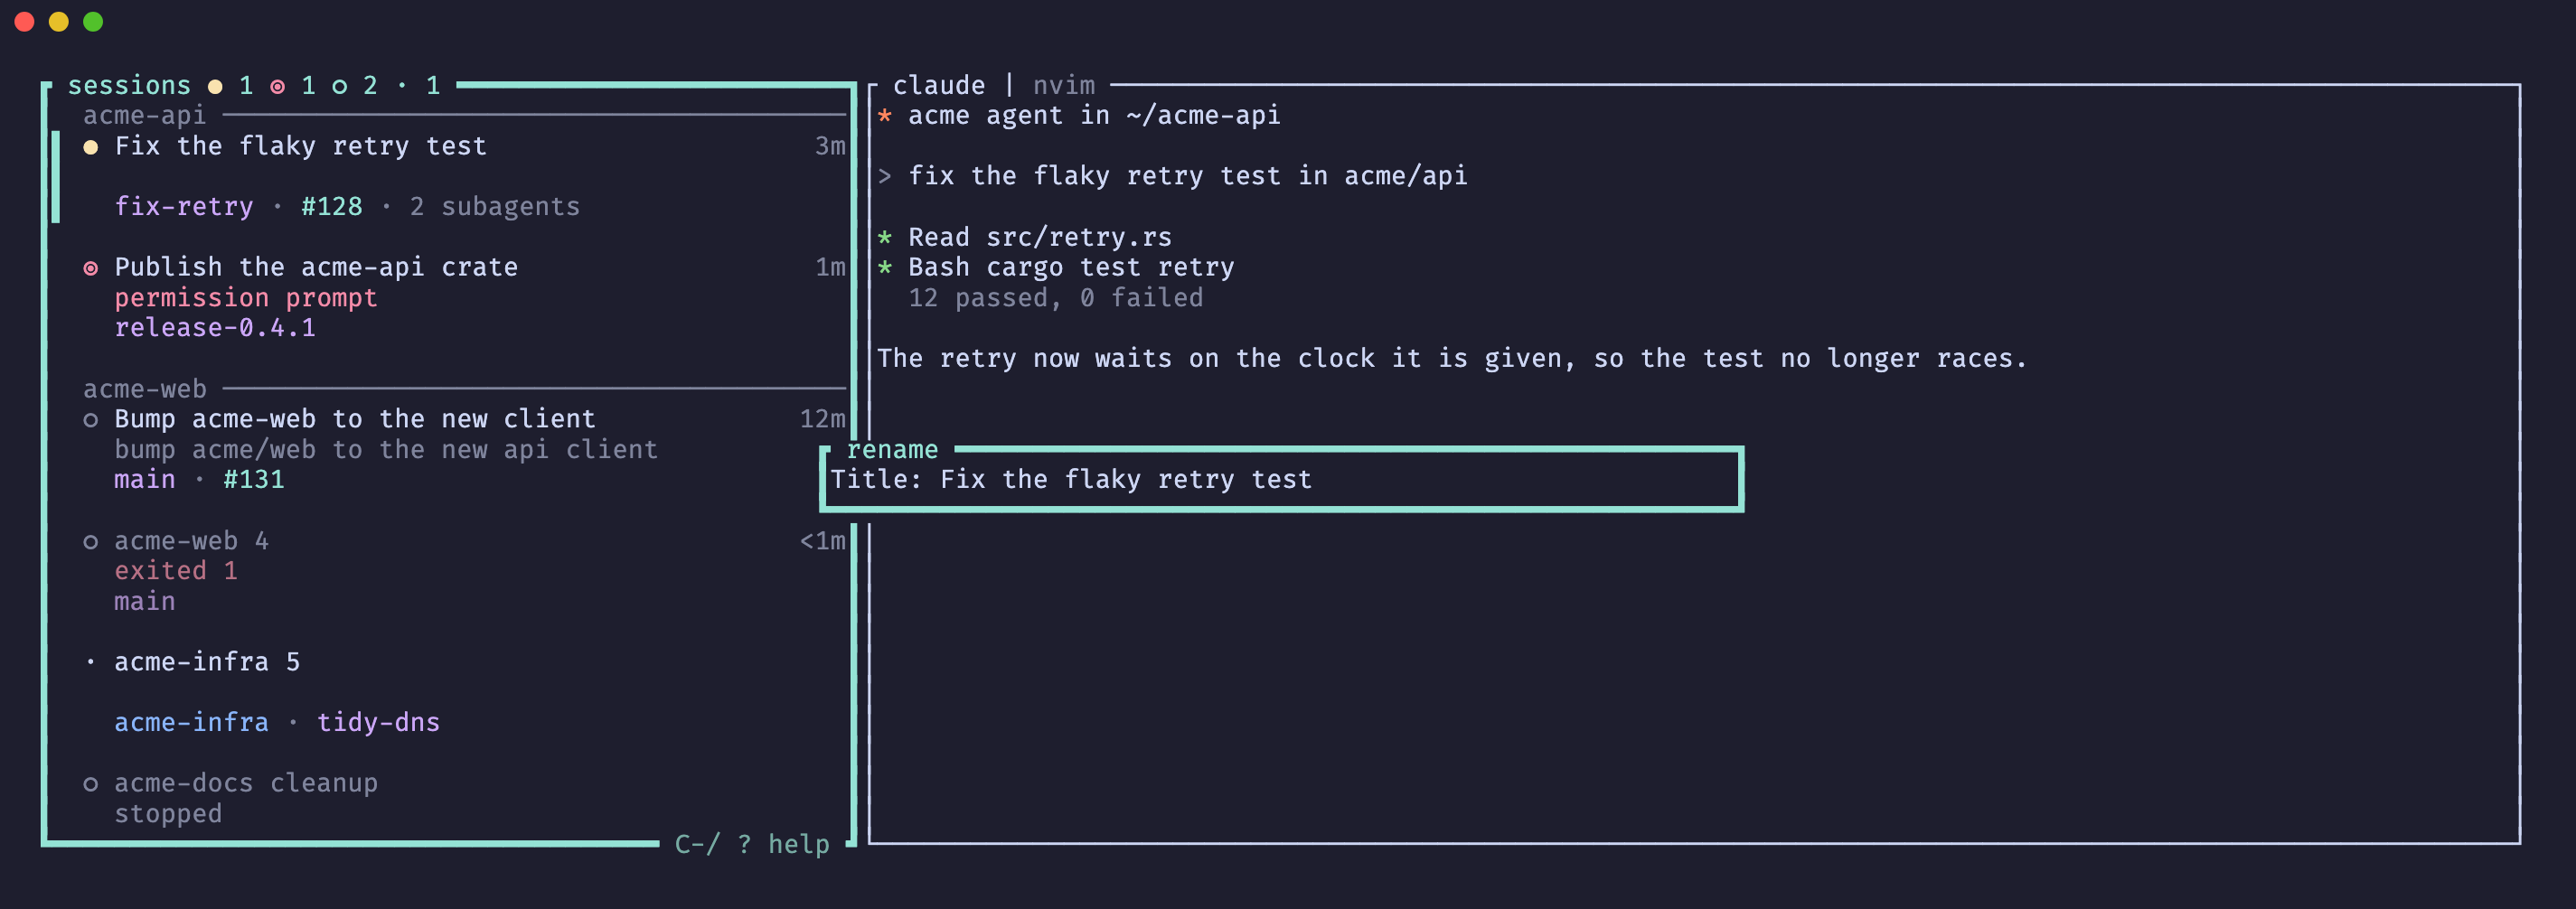 sessions ● 1 ◉ 1 ○ 2 · 1
acme-api
● Fix the flaky retry test 3m
fix-retry · #128 · 2 subagents
◉ Publish the acme-api crate 1m
permission prompt
release-0.4.1
acme-web
○ Bump acme-web to the new client 12m
bump acme/web to the new api client
main · #131
○ acme-web 4 <1m
exited 1
main
· acme-infra 5
acme-infra · tidy-dns
○ acme-docs cleanup
stopped
C-/ ? help
claude | nvim
* acme agent in ~/acme-api
> fix the flaky retry test in acme/api
* Read src/retry.rs
* Bash cargo test retry
12 passed, 0 failed
The retry now waits on the clock it is given, so the test no longer races.
rename
Title: Fix the flaky retry test